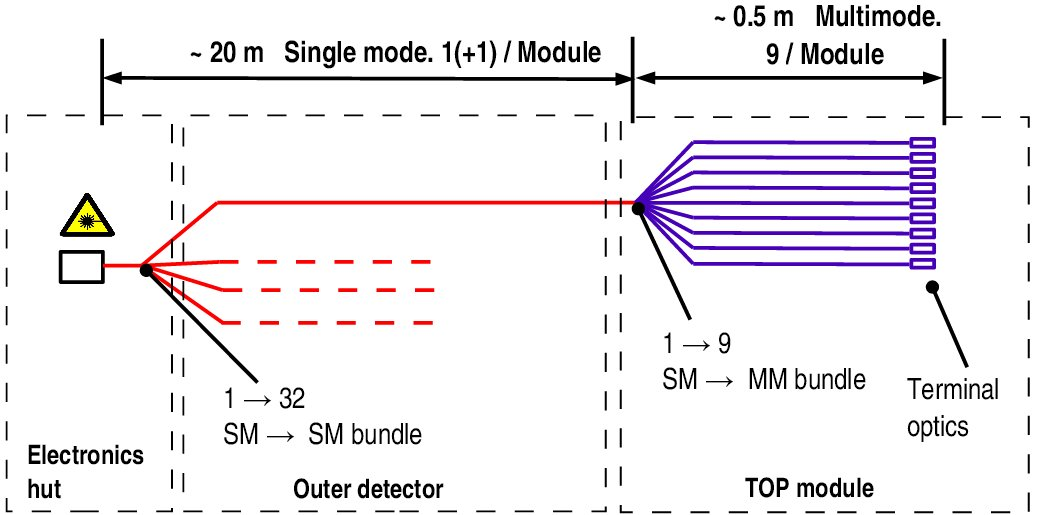 ~ 0.5 m Multimode.
~ 20 m Single mode. 1(+1) / Module
9 / Module
1 → 9
SM → MM bundle
1 → 32
SM → SM bundle
Terminal
optics
Electronics
hut
Outer detector
TOP module